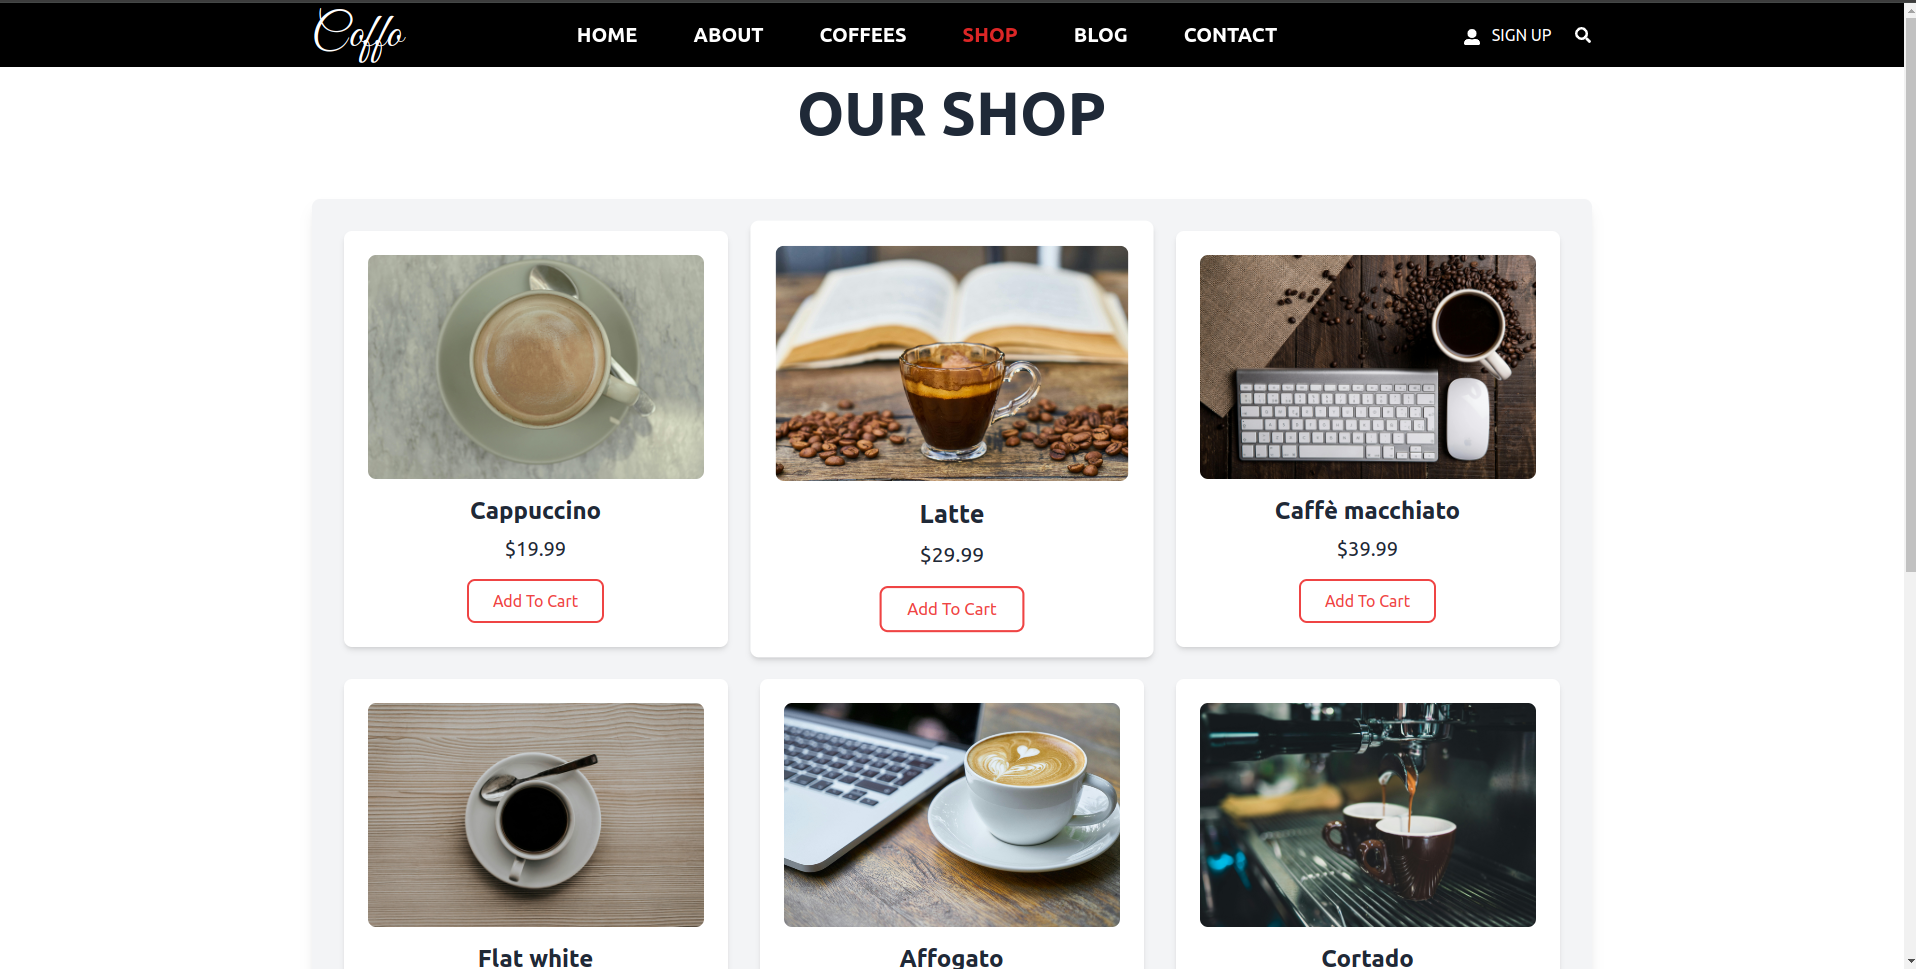 Coffo HOME ABOUT COFFEES SHOP BLOG CONTACT SIGN UP
OUR SHOP
Cappuccino
$19.99
Add To Cart
Latte
$29.99
Add To Cart
Caffè macchiato
$39.99
Add To Cart
Flat white
Affogato
Cortado